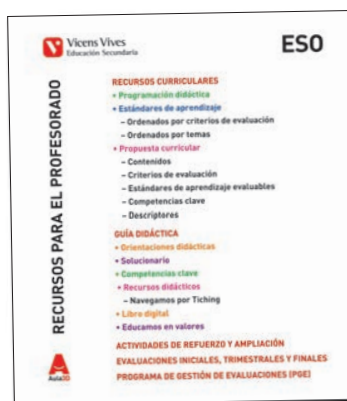 Vicens Vives
Educación Secundaria
ESO
RECURSOS PARA EL PROFESORADO
RECURSOS CURRICULARES
• Programación didáctica
• Estándares de aprendizaje
– Ordenados por criterios de evaluación
– Ordenados por temas
• Propuesta curricular
– Contenidos
– Criterios de evaluación
– Estándares de aprendizaje evaluables
– Competencias clave
– Descriptores
GUÍA DIDÁCTICA
• Orientaciones didácticas
• Solucionario
• Competencias clave
• Recursos didácticos
– Navegamos por Tiching
• Libro digital
• Educamos en valores
ACTIVIDADES DE REFUERZO Y AMPLIACIÓN
EVALUACIONES INICIALES, TRIMESTRALES Y FINALES
PROGRAMA DE GESTIÓN DE EVALUACIONES (PGE)
Aula3D